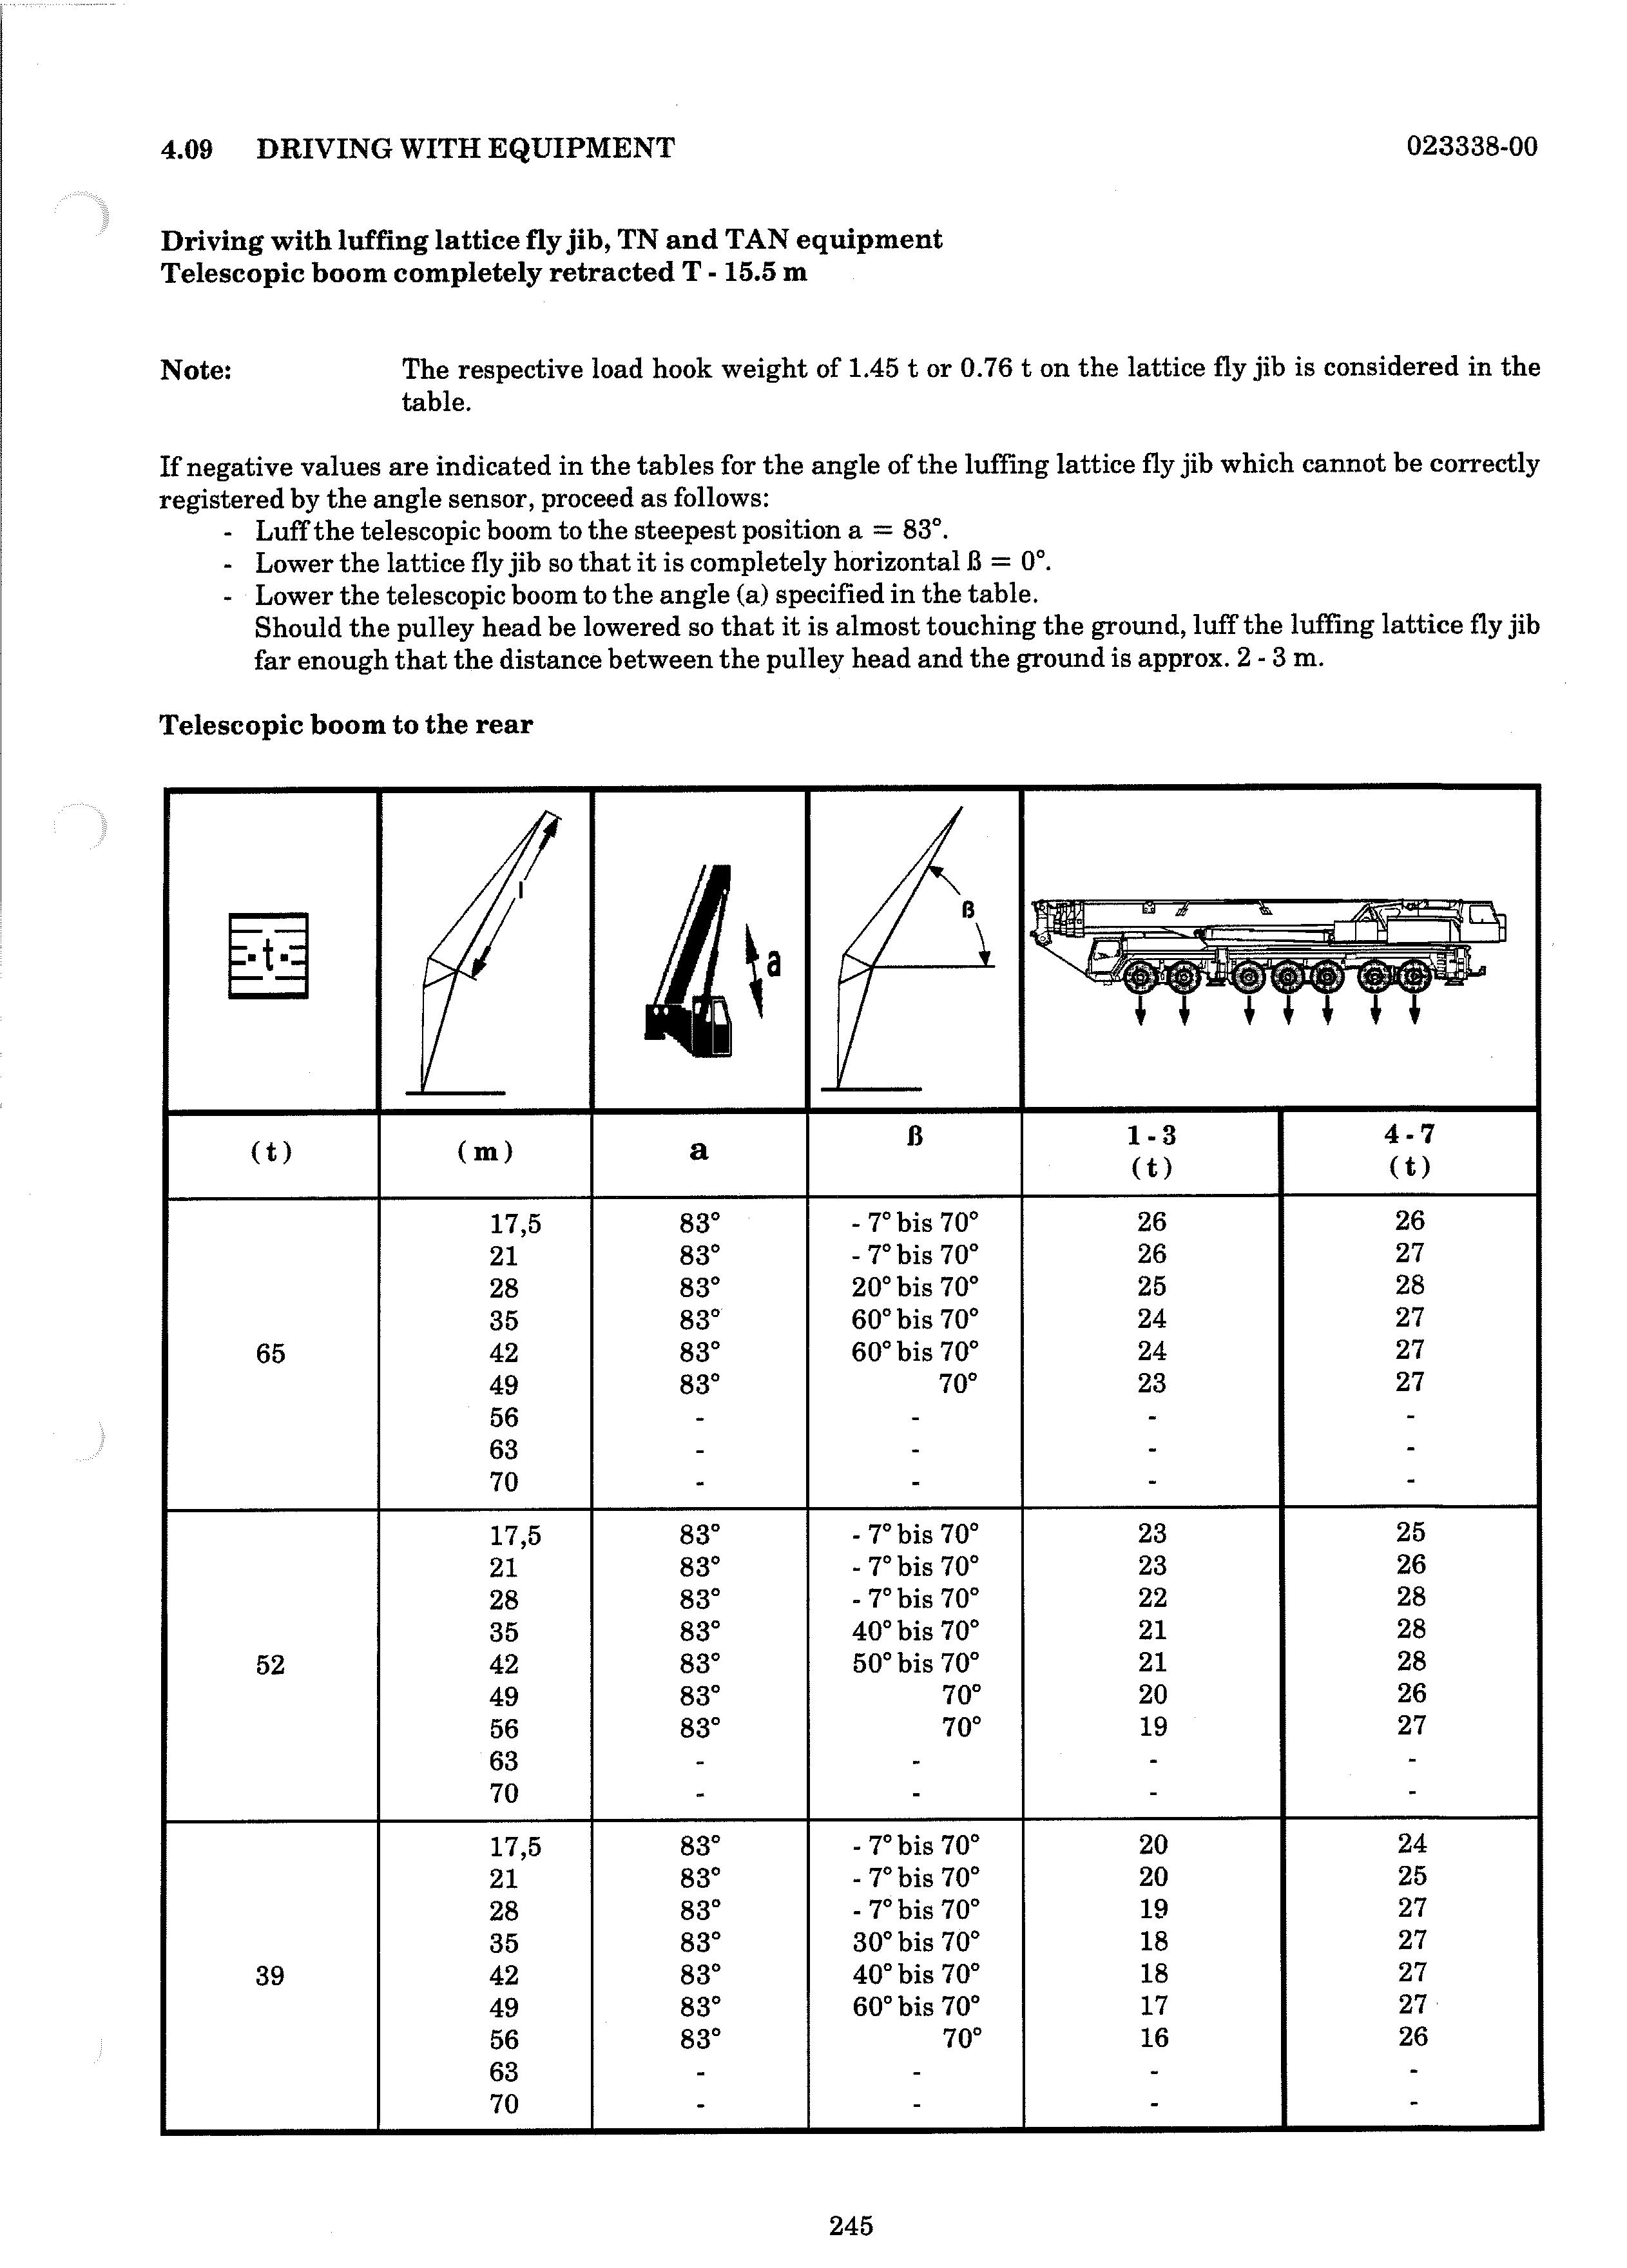 4.09 DRIVING WITH EQUIPMENT 023338-00
Driving with luffing lattice fly jib, TN and TAN equipment
Telescopic boom completely retracted T - 15.5 m
Note: The respective load hook weight of 1.45 t or 0.76 t on the lattice fly jib is considered in the
table.
If negative values are indicated in the tables for the angle of the luffing lattice fly jib which cannot be correctly
registered by the angle sensor, proceed as follows:
- Luff the telescopic boom to the steepest position a = 83°.
- Lower the lattice fly jib so that it is completely horizontal ß = 0°.
- Lower the telescopic boom to the angle (a) specified in the table.
Should the pulley head be lowered so that it is almost touching the ground, luff the luffing lattice fly jib
far enough that the distance between the pulley head and the ground is approx. 2 - 3 m.
Telescopic boom to the rear
t l a ß
(t) (m) a ß 1 - 3 4 - 7
(t) (t)
17,5 83° - 7° bis 70° 26 26
21 83° - 7° bis 70° 26 27
28 83° 20° bis 70° 25 28
35 83° 60° bis 70° 24 27
65 42 83° 60° bis 70° 24 27
49 83° 70° 23 27
56 - - - -
63 - - - -
70 - - - -
17,5 83° - 7° bis 70° 23 25
21 83° - 7° bis 70° 23 26
28 83° - 7° bis 70° 22 28
35 83° 40° bis 70° 21 28
52 42 83° 50° bis 70° 21 28
49 83° 70° 20 26
56 83° 70° 19 27
63 - - - -
70 - - - -
17,5 83° - 7° bis 70° 20 24
21 83° - 7° bis 70° 20 25
28 83° - 7° bis 70° 19 27
35 83° 30° bis 70° 18 27
39 42 83° 40° bis 70° 18 27
49 83° 60° bis 70° 17 27
56 83° 70° 16 26
63 - - - -
70 - - - -
245